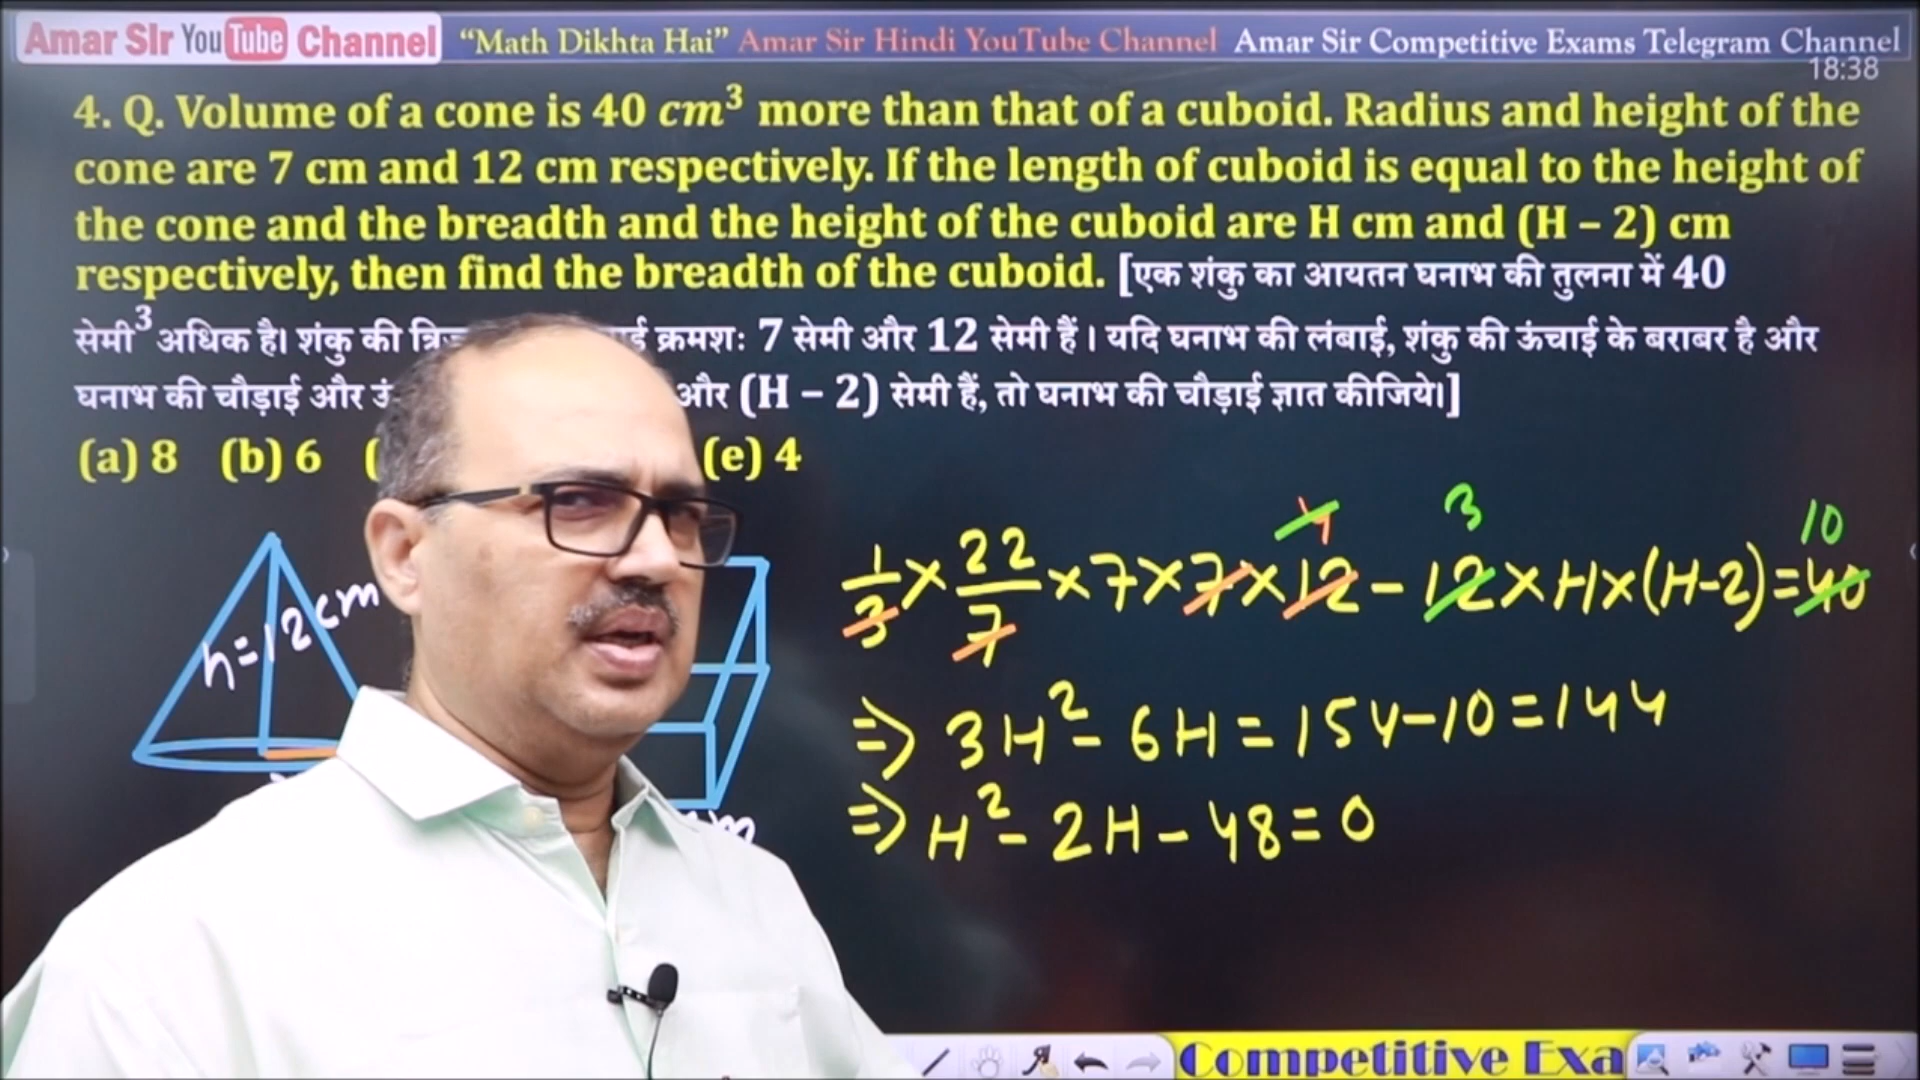 Amar SIr YouTube Channel "Math Dikhta Hai" Amar Sir Hindi YouTube Channel Amar Sir Competitive Exams Telegram Channel
18:38
4. Q. Volume of a cone is 40 cm³ more than that of a cuboid. Radius and height of the
cone are 7 cm and 12 cm respectively. If the length of cuboid is equal to the height of
the cone and the breadth and the height of the cuboid are H cm and (H – 2) cm
respectively, then find the breadth of the cuboid. [एक शंकु का आयतन घनाभ की तुलना में 40
सेमी³ अधिक है। शंकु की क्रमशः 7 सेमी और 12 सेमी हैं । यदि घनाभ की लंबाई, शंकु की ऊंचाई के बराबर है और
घनाभ की चौड़ाई और और (H – 2) सेमी हैं, तो घनाभ की चौड़ाई ज्ञात कीजिये।]
(a) 8 (b) 6 (e) 4
4 3 10
1/3 × 22/7 × 7 × 7 × 12 – 12 × H × (H-2) = 40
h=12cm
⇒ 3H² - 6H = 154-10 = 144
⇒ H² - 2H - 48 = 0
Competitive Exa